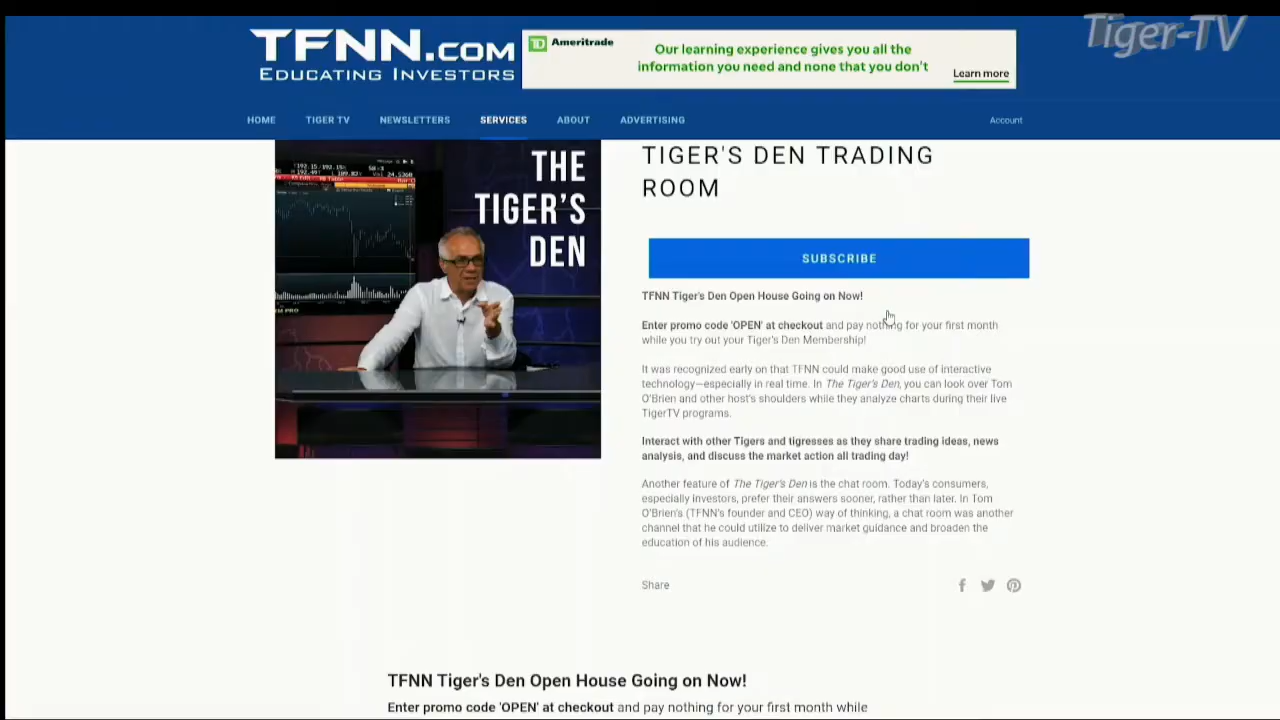 Tiger-TV
TFNN.COM
EDUCATING INVESTORS
TD Ameritrade
Our learning experience gives you all the
information you need and none that you don't
Learn more
HOME TIGER TV NEWSLETTERS SERVICES ABOUT ADVERTISING Account
THE
TIGER'S
DEN
TIGER'S DEN TRADING
ROOM
SUBSCRIBE
TFNN Tiger's Den Open House Going on Now!
Enter promo code 'OPEN' at checkout and pay nothing for your first month
while you try out your Tiger's Den Membership!
It was recognized early on that TFNN could make good use of interactive
technology—especially in real time. In The Tiger's Den, you can look over Tom
O'Brien and other host's shoulders while they analyze charts during their live
TigerTV programs.
Interact with other Tigers and tigresses as they share trading ideas, news
analysis, and discuss the market action all trading day!
Another feature of The Tiger's Den is the chat room. Today's consumers,
especially investors, prefer their answers sooner, rather than later. In Tom
O'Brien's (TFNN's founder and CEO) way of thinking, a chat room was another
channel that he could utilize to deliver market guidance and broaden the
education of his audience.
Share
TFNN Tiger's Den Open House Going on Now!
Enter promo code 'OPEN' at checkout and pay nothing for your first month while